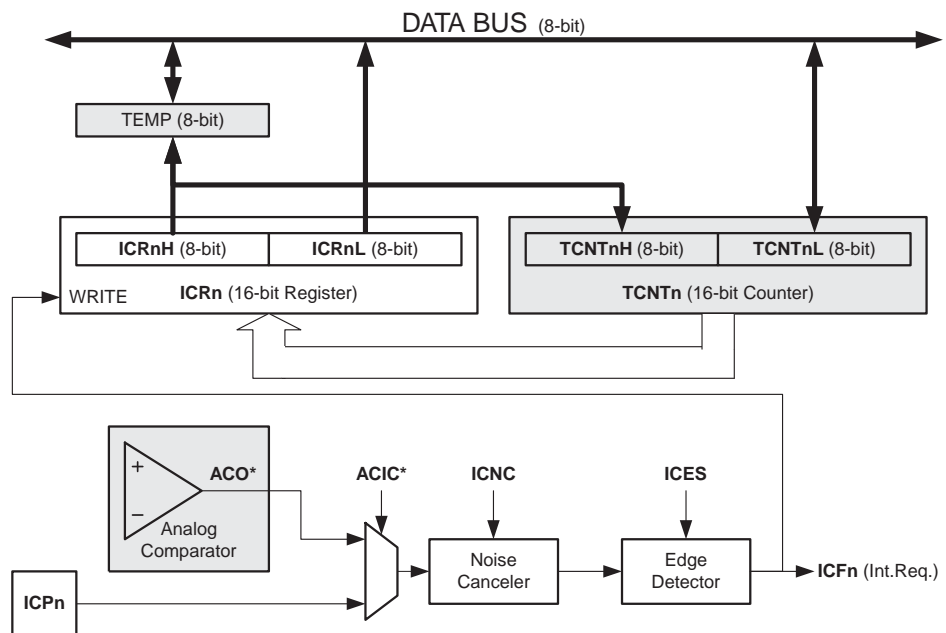 DATA BUS (8-bit)
TEMP (8-bit)
ICRnH (8-bit)
ICRnL (8-bit)
TCNTnH (8-bit)
TCNTnL (8-bit)
WRITE
ICRn (16-bit Register)
TCNTn (16-bit Counter)
+
−
ACO*
Analog
Comparator
ACIC*
ICNC
ICES
Noise
Canceler
Edge
Detector
ICFn (Int.Req.)
ICPn